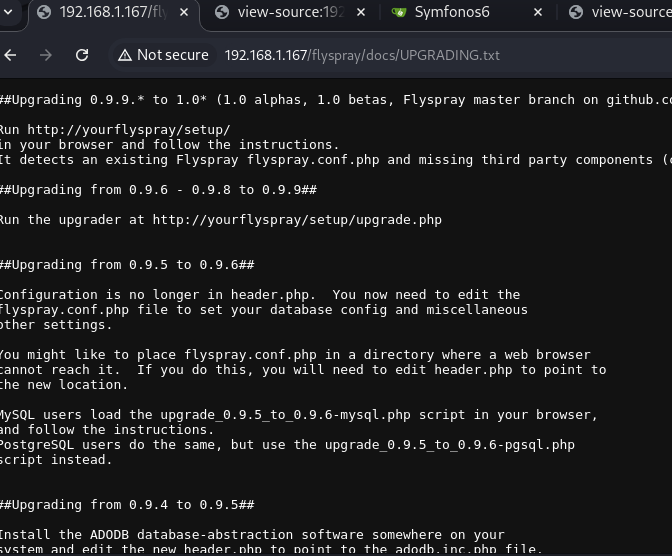 192.168.1.167/fly
view-source:192
Symfonos6
view-source
Not secure
192.168.1.167/flyspray/docs/UPGRADING.txt
##Upgrading 0.9.9.* to 1.0* (1.0 alphas, 1.0 betas, Flyspray master branch on github.co
Run http://yourflyspray/setup/
in your browser and follow the instructions.
It detects an existing Flyspray flyspray.conf.php and missing third party components (
##Upgrading from 0.9.6 - 0.9.8 to 0.9.9##
Run the upgrader at http://yourflyspray/setup/upgrade.php
##Upgrading from 0.9.5 to 0.9.6##
Configuration is no longer in header.php.  You now need to edit the
flyspray.conf.php file to set your database config and miscellaneous
other settings.
You might like to place flyspray.conf.php in a directory where a web browser
cannot reach it.  If you do this, you will need to edit header.php to point to
the new location.
MySQL users load the upgrade_0.9.5_to_0.9.6-mysql.php script in your browser,
and follow the instructions.
PostgreSQL users do the same, but use the upgrade_0.9.5_to_0.9.6-pgsql.php
script instead.
##Upgrading from 0.9.4 to 0.9.5##
Install the ADODB database-abstraction software somewhere on your
system and edit the new header.php to point to the adodb.inc.php file.